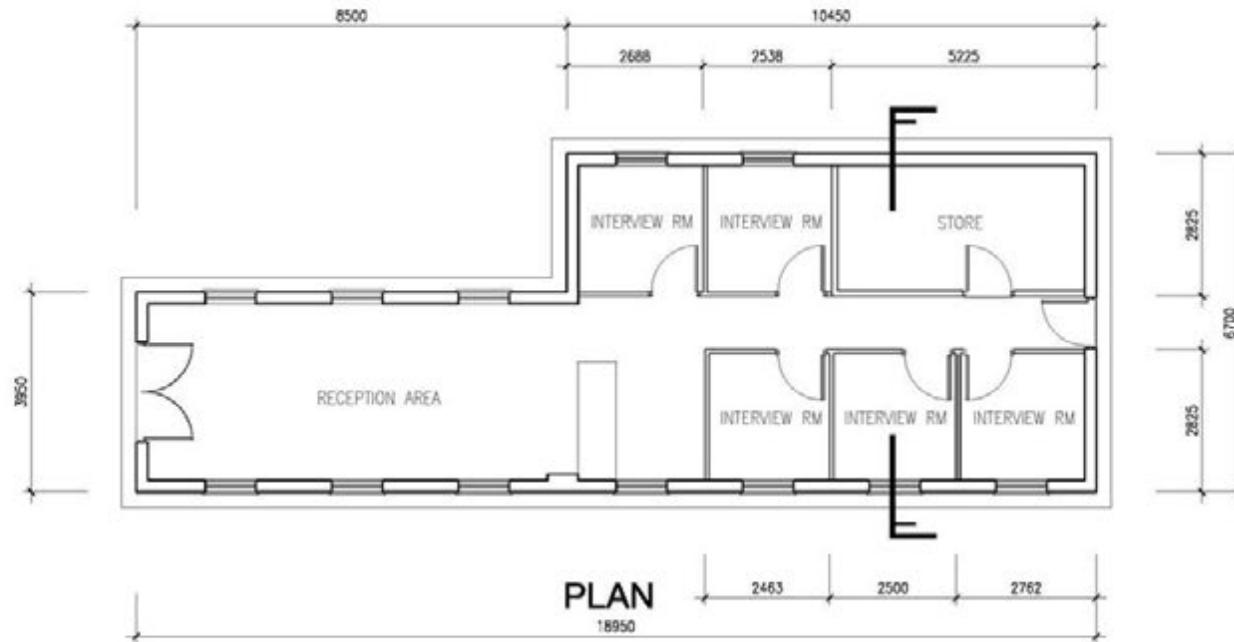 8500 10450
2688 2538 5225
INTERVIEW RM INTERVIEW RM STORE
2825
6700
3950
RECEPTION AREA
INTERVIEW RM INTERVIEW RM INTERVIEW RM
2825
PLAN
2463 2500 2762
18950